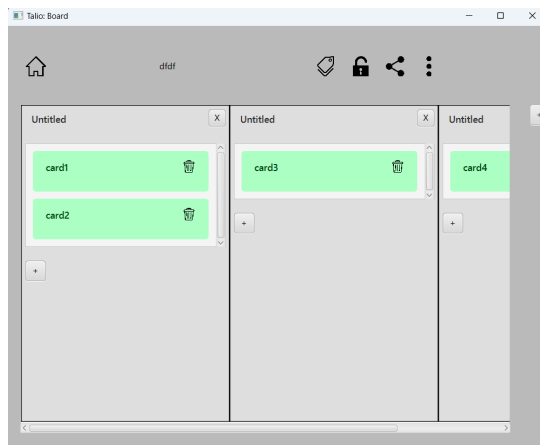 Talio: Board
dfdf
Untitled X
Untitled X
Untitled
card1
card2
card3
card4
+
+
+